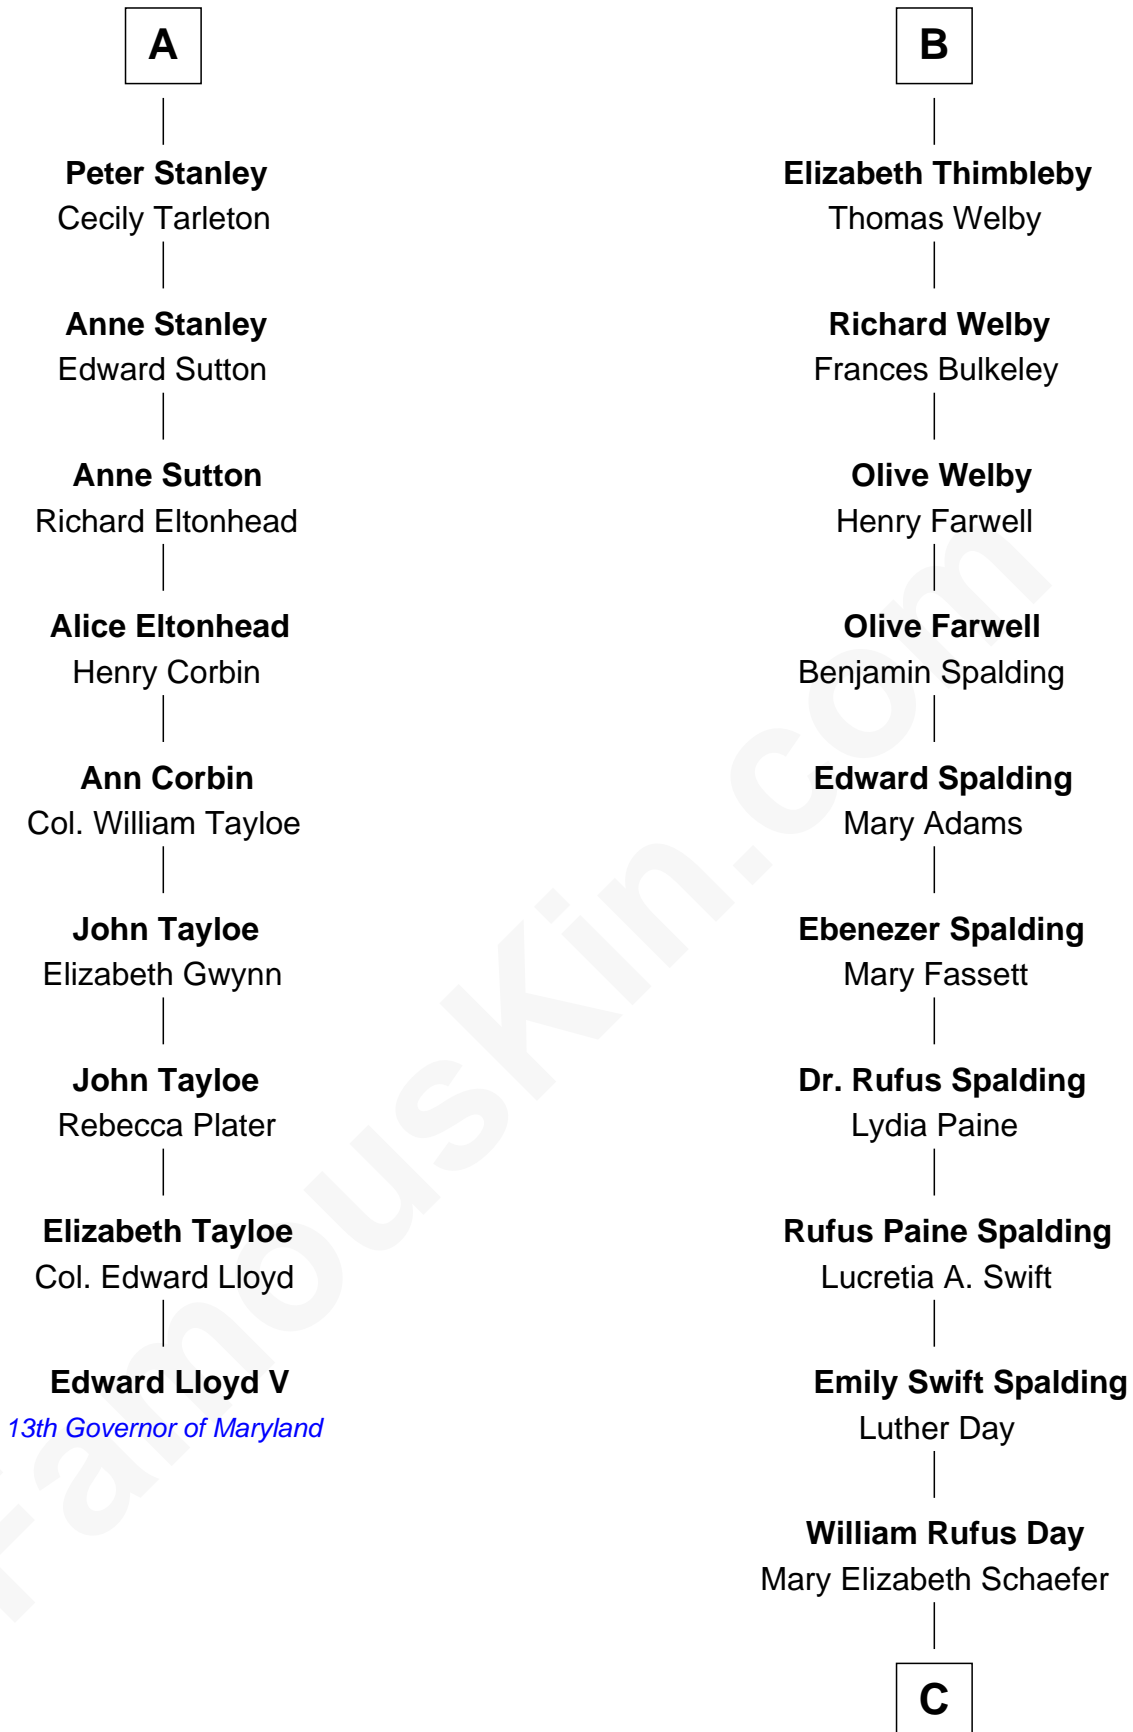 A
Peter Stanley
Cecily Tarleton
Anne Stanley
Edward Sutton
Anne Sutton
Richard Eltonhead
Alice Eltonhead
Henry Corbin
Ann Corbin
Col. William Tayloe
John Tayloe
Elizabeth Gwynn
John Tayloe
Rebecca Plater
Elizabeth Tayloe
Col. Edward Lloyd
Edward Lloyd V
13th Governor of Maryland
B
Elizabeth Thimbleby
Thomas Welby
Richard Welby
Frances Bulkeley
Olive Welby
Henry Farwell
Olive Farwell
Benjamin Spalding
Edward Spalding
Mary Adams
Ebenezer Spalding
Mary Fassett
Dr. Rufus Spalding
Lydia Paine
Rufus Paine Spalding
Lucretia A. Swift
Emily Swift Spalding
Luther Day
William Rufus Day
Mary Elizabeth Schaefer
C
FamousKin.com